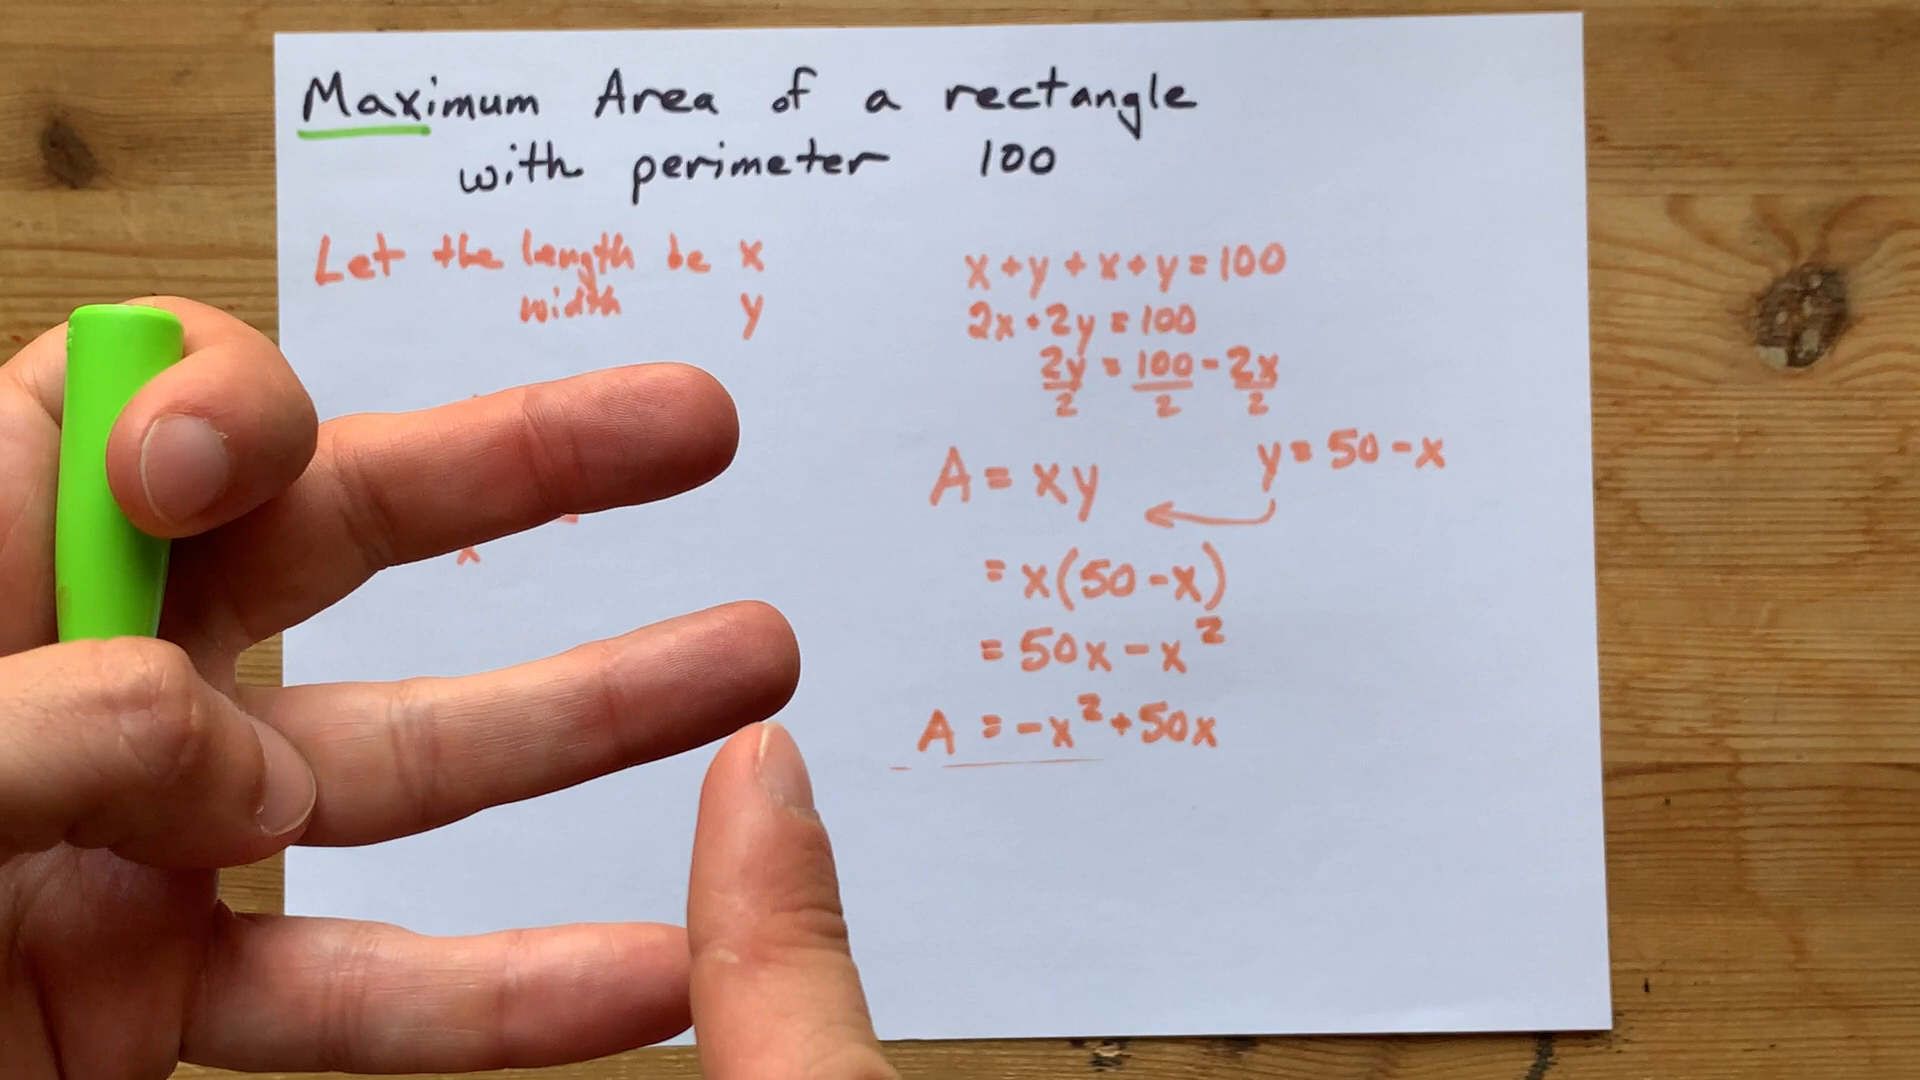 Maximum Area of a rectangle
with perimeter 100
Let the length be x
width y
x
x + y + x + y = 100
2x + 2y = 100
2y/2 = 100/2 - 2x/2
y = 50 - x
A = xy
= x(50 - x)
= 50x - x²
A = -x² + 50x